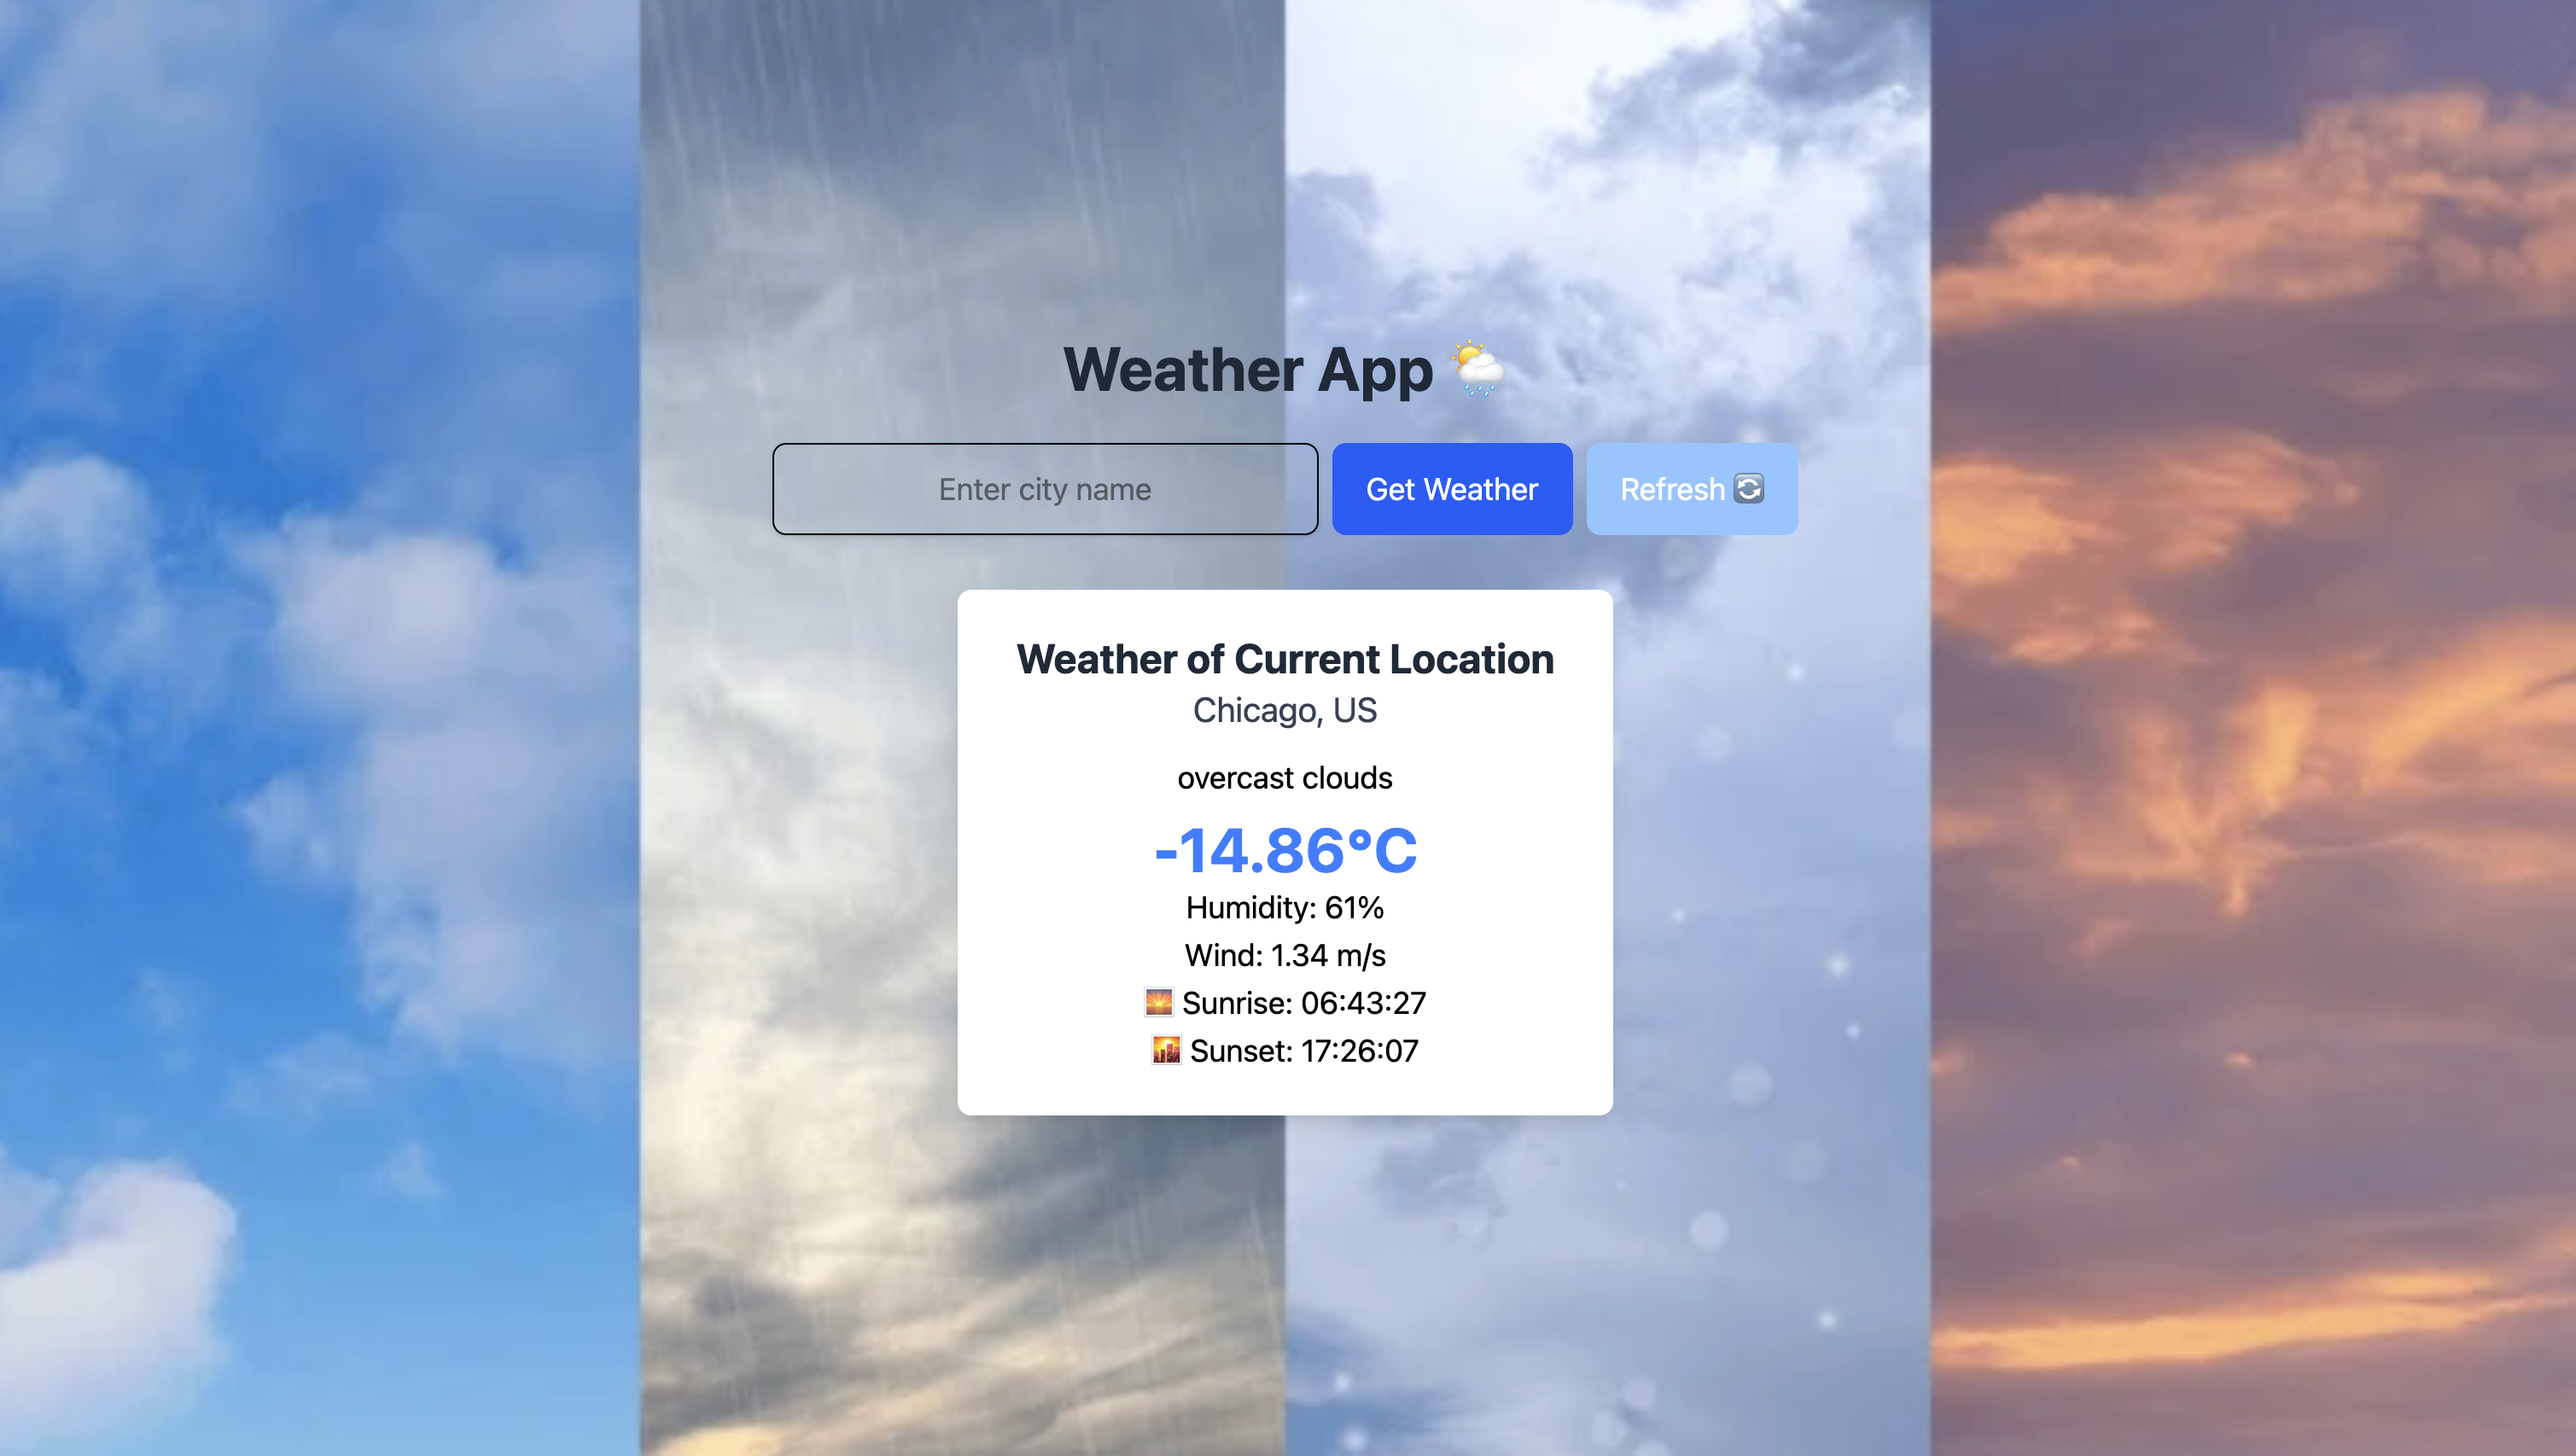 Weather App 🌦️
Enter city name
Get Weather
Refresh 🔄
Weather of Current Location
Chicago, US
overcast clouds
-14.86°C
Humidity: 61%
Wind: 1.34 m/s
🌅 Sunrise: 06:43:27
🌇 Sunset: 17:26:07